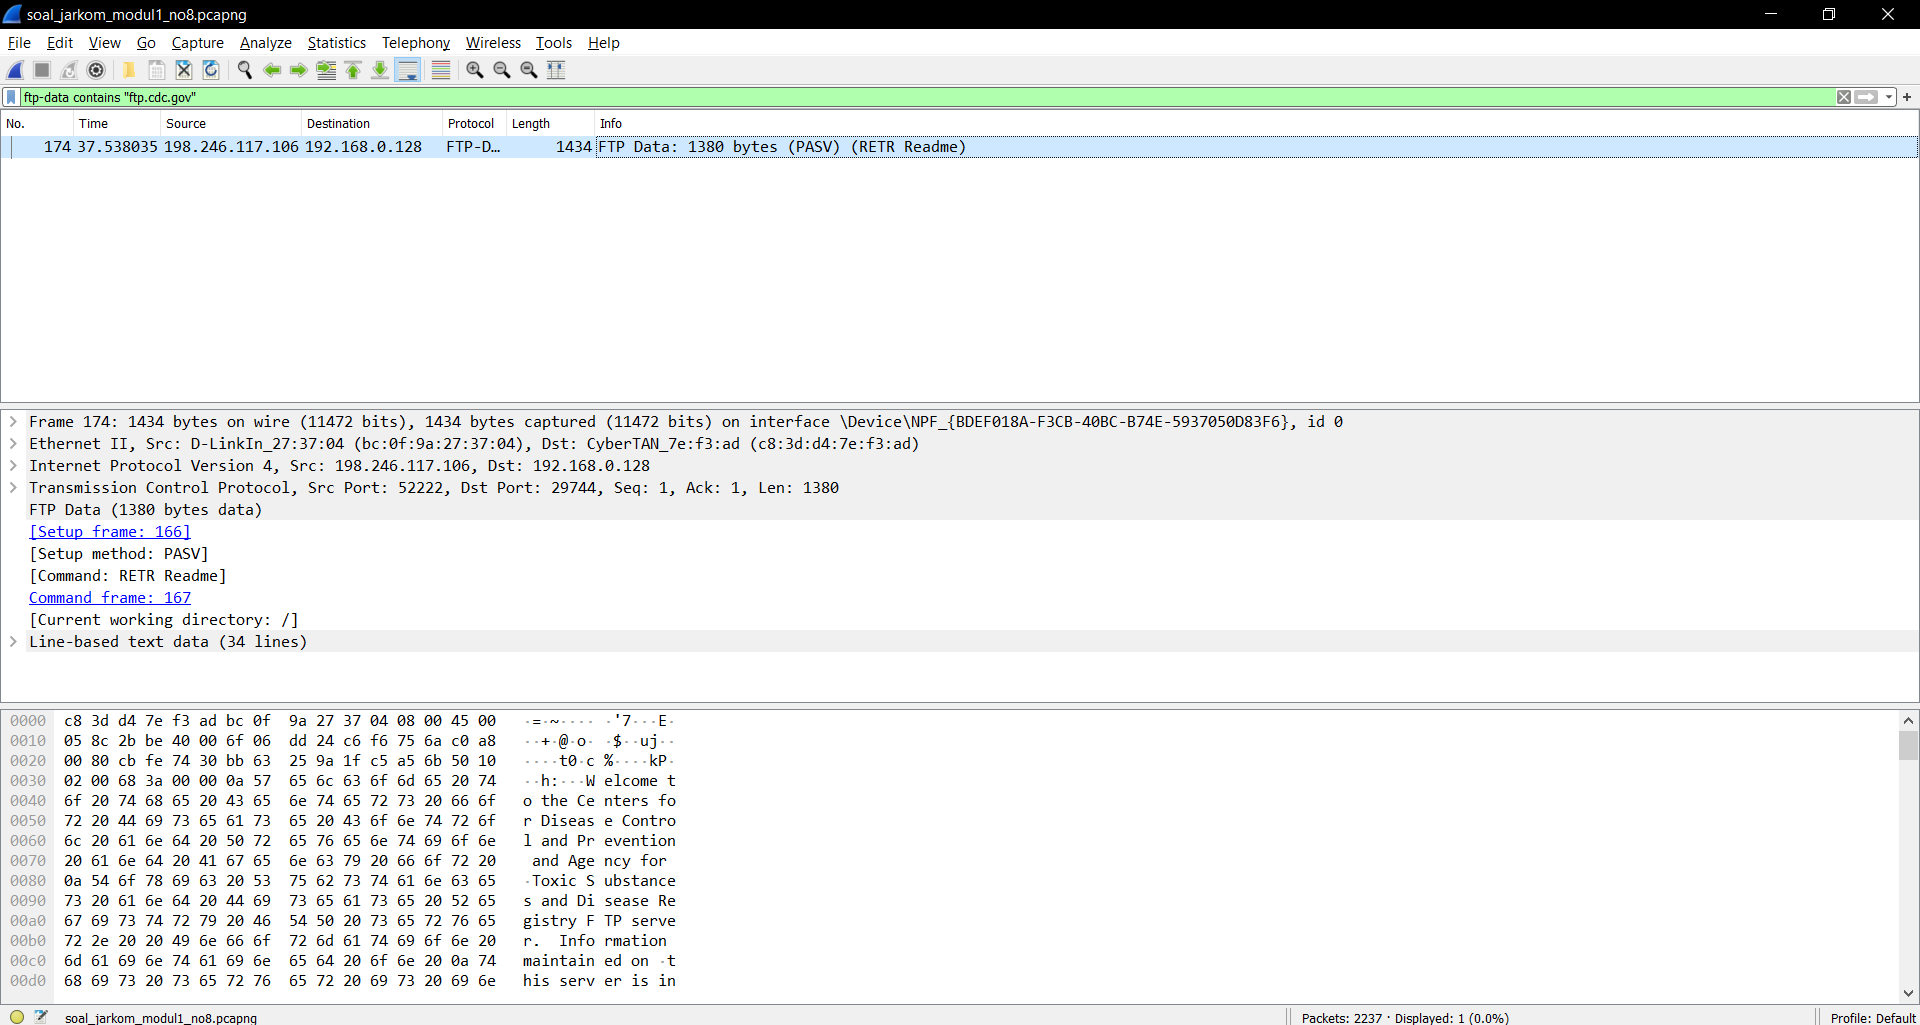 soal_jarkom_modul1_no8.pcapng
File Edit View Go Capture Analyze Statistics Telephony Wireless Tools Help
ftp-data contains "ftp.cdc.gov"
No. Time Source Destination Protocol Length Info
174 37.538035 198.246.117.106 192.168.0.128 FTP-D… 1434 FTP Data: 1380 bytes (PASV) (RETR Readme)
Frame 174: 1434 bytes on wire (11472 bits), 1434 bytes captured (11472 bits) on interface \Device\NPF_{BDEF018A-F3CB-40BC-B74E-5937050D83F6}, id 0
Ethernet II, Src: D-LinkIn_27:37:04 (bc:0f:9a:27:37:04), Dst: CyberTAN_7e:f3:ad (c8:3d:d4:7e:f3:ad)
Internet Protocol Version 4, Src: 198.246.117.106, Dst: 192.168.0.128
Transmission Control Protocol, Src Port: 52222, Dst Port: 29744, Seq: 1, Ack: 1, Len: 1380
FTP Data (1380 bytes data)
[Setup frame: 166]
[Setup method: PASV]
[Command: RETR Readme]
Command frame: 167
[Current working directory: /]
Line-based text data (34 lines)
0000 c8 3d d4 7e f3 ad bc 0f 9a 27 37 04 08 00 45 00 ·=·~···· ·'7···E·
0010 05 8c 2b be 40 00 6f 06 dd 24 c6 f6 75 6a c0 a8 ··+·@·o· ·$··uj··
0020 00 80 cb fe 74 30 bb 63 25 9a 1f c5 a5 6b 50 10 ····t0·c %····kP·
0030 02 00 68 3a 00 00 0a 57 65 6c 63 6f 6d 65 20 74 ··h:···W elcome t
0040 6f 20 74 68 65 20 43 65 6e 74 65 72 73 20 66 6f o the Ce nters fo
0050 72 20 44 69 73 65 61 73 65 20 43 6f 6e 74 72 6f r Diseas e Contro
0060 6c 20 61 6e 64 20 50 72 65 76 65 6e 74 69 6f 6e l and Pr evention
0070 20 61 6e 64 20 41 67 65 6e 63 79 20 66 6f 72 20 and Age ncy for
0080 0a 54 6f 78 69 63 20 53 75 62 73 74 61 6e 63 65 ·Toxic S ubstance
0090 73 20 61 6e 64 20 44 69 73 65 61 73 65 20 52 65 s and Di sease Re
00a0 67 69 73 74 72 79 20 46 54 50 20 73 65 72 76 65 gistry F TP serve
00b0 72 2e 20 20 49 6e 66 6f 72 6d 61 74 69 6f 6e 20 r.  Info rmation
00c0 6d 61 69 6e 74 61 69 6e 65 64 20 6f 6e 20 0a 74 maintain ed on ·t
00d0 68 69 73 20 73 65 72 76 65 72 20 69 73 20 69 6e his serv er is in
soal_jarkom_modul1_no8.pcapng Packets: 2237 · Displayed: 1 (0.0%) Profile: Default